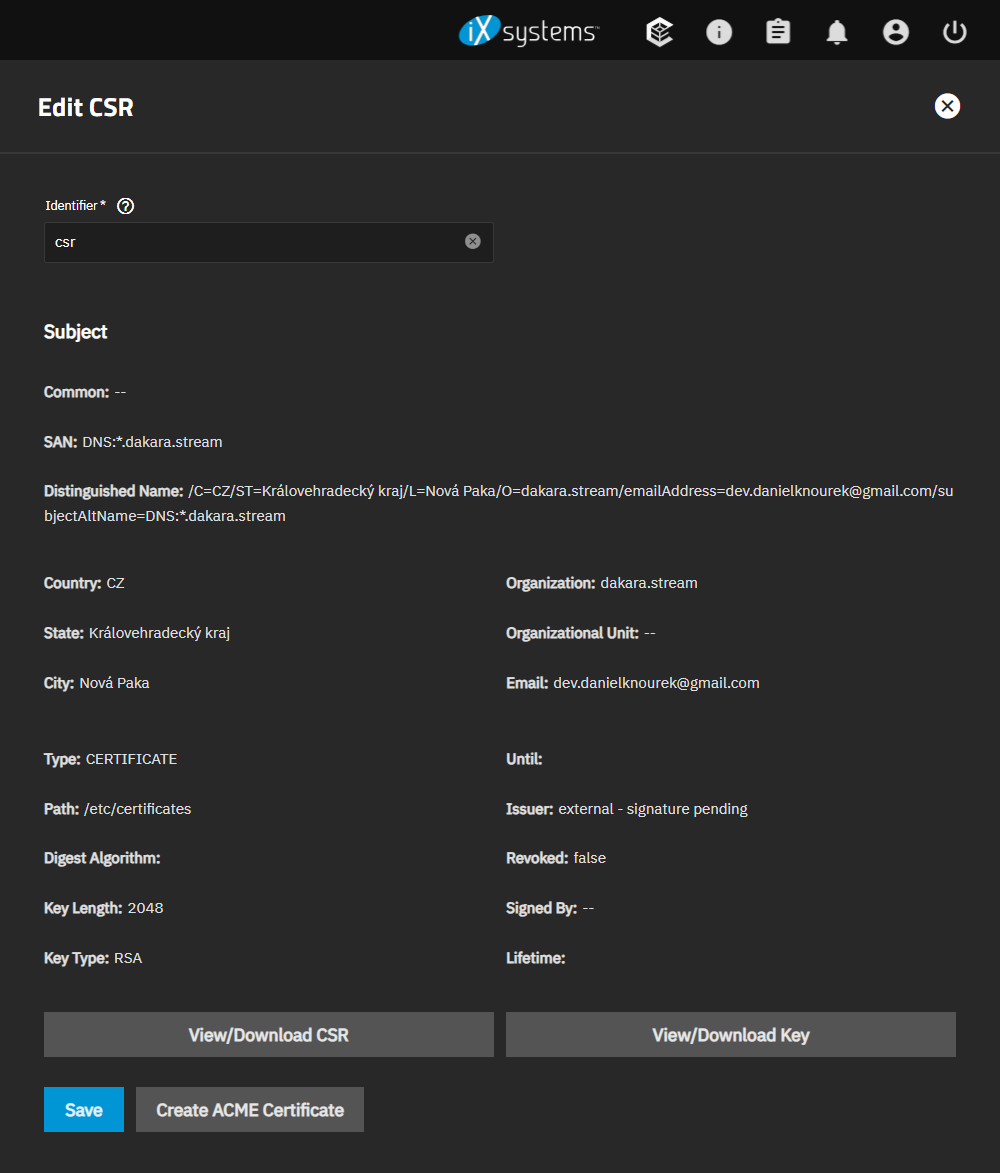 iX systems™
Edit CSR
Identifier *
csr
Subject
Common: --
SAN: DNS:*.dakara.stream
Distinguished Name: /C=CZ/ST=Královehradecký kraj/L=Nová Paka/O=dakara.stream/emailAddress=dev.danielknourek@gmail.com/su
bjectAltName=DNS:*.dakara.stream
Country: CZ
Organization: dakara.stream
State: Královehradecký kraj
Organizational Unit: --
City: Nová Paka
Email: dev.danielknourek@gmail.com
Type: CERTIFICATE
Until:
Path: /etc/certificates
Issuer: external - signature pending
Digest Algorithm:
Revoked: false
Key Length: 2048
Signed By: --
Key Type: RSA
Lifetime:
View/Download CSR
View/Download Key
Save
Create ACME Certificate